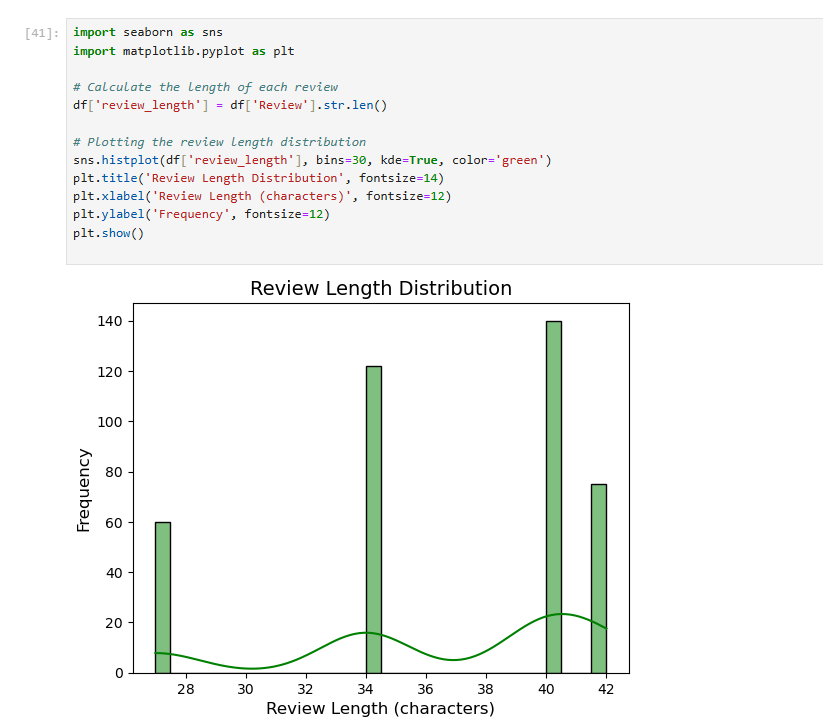 [41]:
import seaborn as sns
import matplotlib.pyplot as plt
# Calculate the length of each review
df['review_length'] = df['Review'].str.len()
# Plotting the review length distribution
sns.histplot(df['review_length'], bins=30, kde=True, color='green')
plt.title('Review Length Distribution', fontsize=14)
plt.xlabel('Review Length (characters)', fontsize=12)
plt.ylabel('Frequency', fontsize=12)
plt.show()
Review Length Distribution
140
120
100
80
60
40
20
0
Frequency
28 30 32 34 36 38 40 42
Review Length (characters)